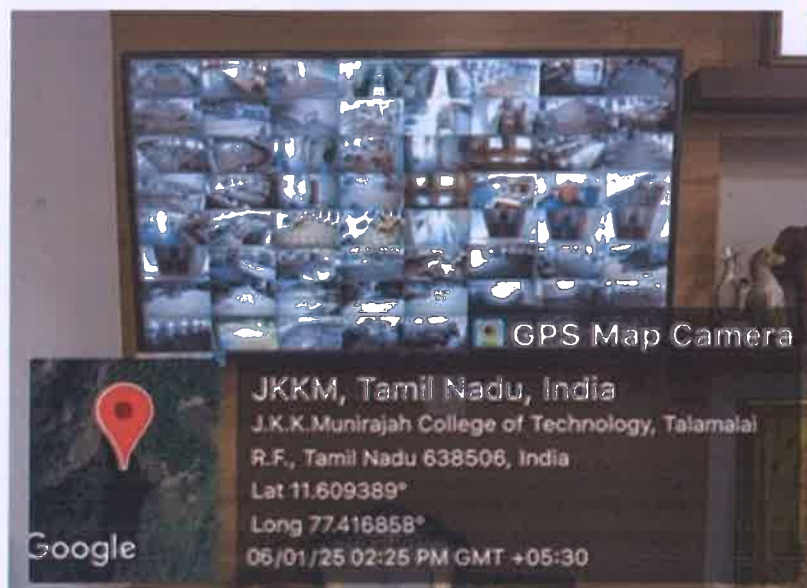 GPS Map Camera
JKKM, Tamil Nadu, India
J.K.K.Munirajah College of Technology, Talamalai
R.F., Tamil Nadu 638506, India
Lat 11.609389°
Long 77.416858°
06/01/25 02:25 PM GMT +05:30
Google